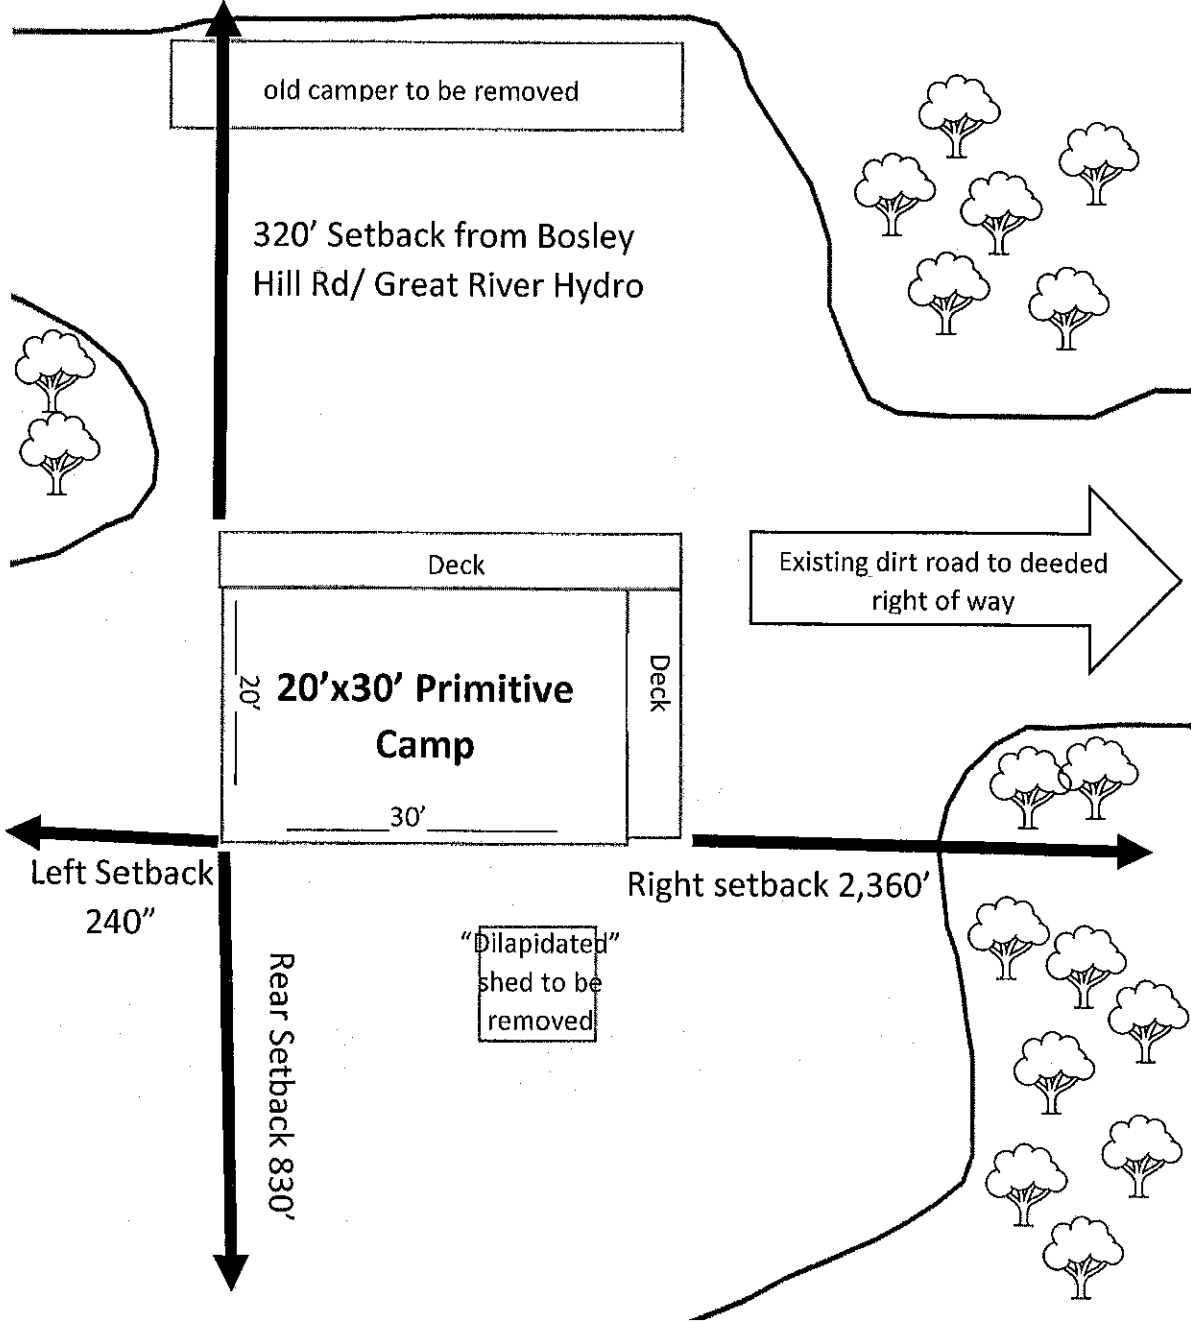 old camper to be removed
320’ Setback from Bosley
Hill Rd/ Great River Hydro
Deck
Existing dirt road to deeded
right of way
Deck
20’
20’x30’ Primitive
Camp
30’
Left Setback
240”
Right setback 2,360’
Rear Setback 830’
“Dilapidated”
shed to be
removed